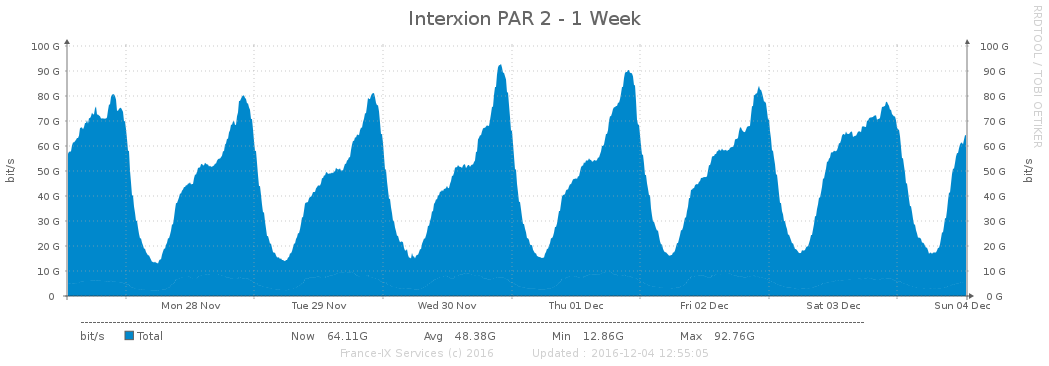 Interxion PAR 2 - 1 Week
RRDTOOL / TOBI OETIKER
100 G 100 G
90 G 90 G
80 G 80 G
70 G 70 G
60 G 60 G
50 G 50 G
40 G 40 G
30 G 30 G
20 G 20 G
10 G 10 G
0 0 G
bit/s bit/s
Mon 28 Nov Tue 29 Nov Wed 30 Nov Thu 01 Dec Fri 02 Dec Sat 03 Dec Sun 04 Dec
bit/s Total Now 64.11G Avg 48.38G Min 12.86G Max 92.76G
France-IX Services (c) 2016 Updated : 2016-12-04 12:55:05